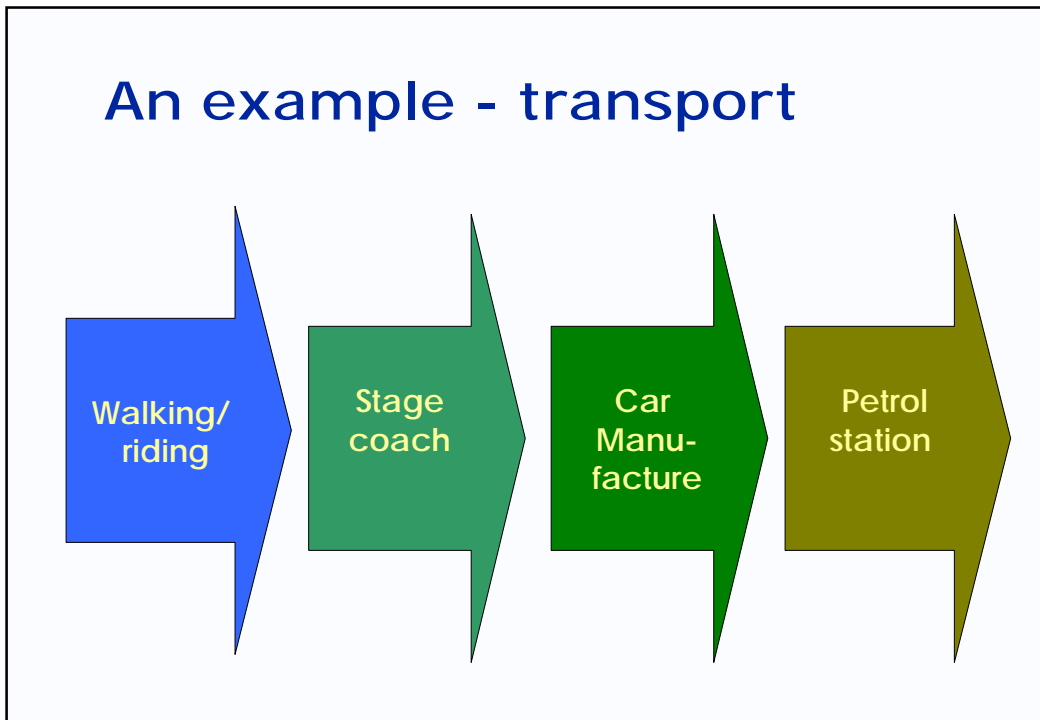 An example - transport
Walking/
riding
Stage
coach
Car
Manu-
facture
Petrol
station